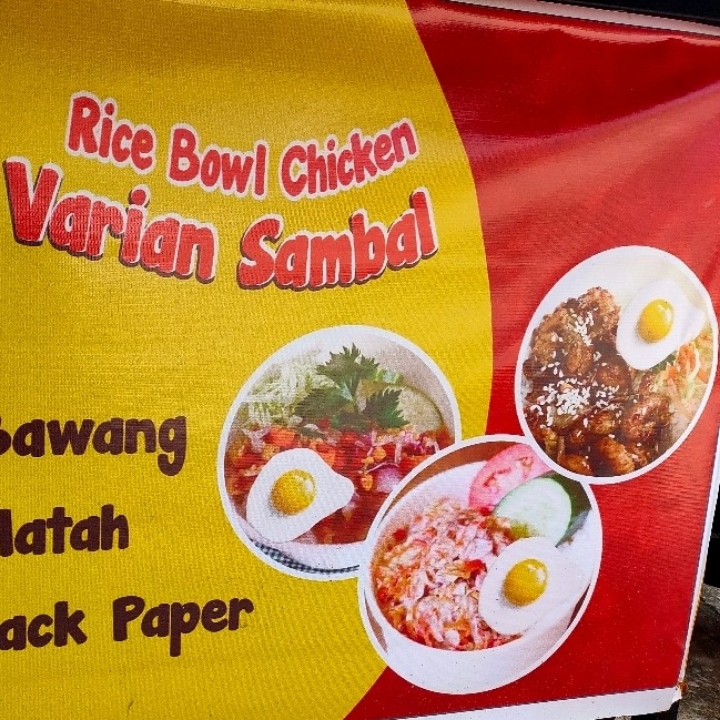 Rice Bowl Chicken
Varian Sambal
Bawang
Matah
ack Paper